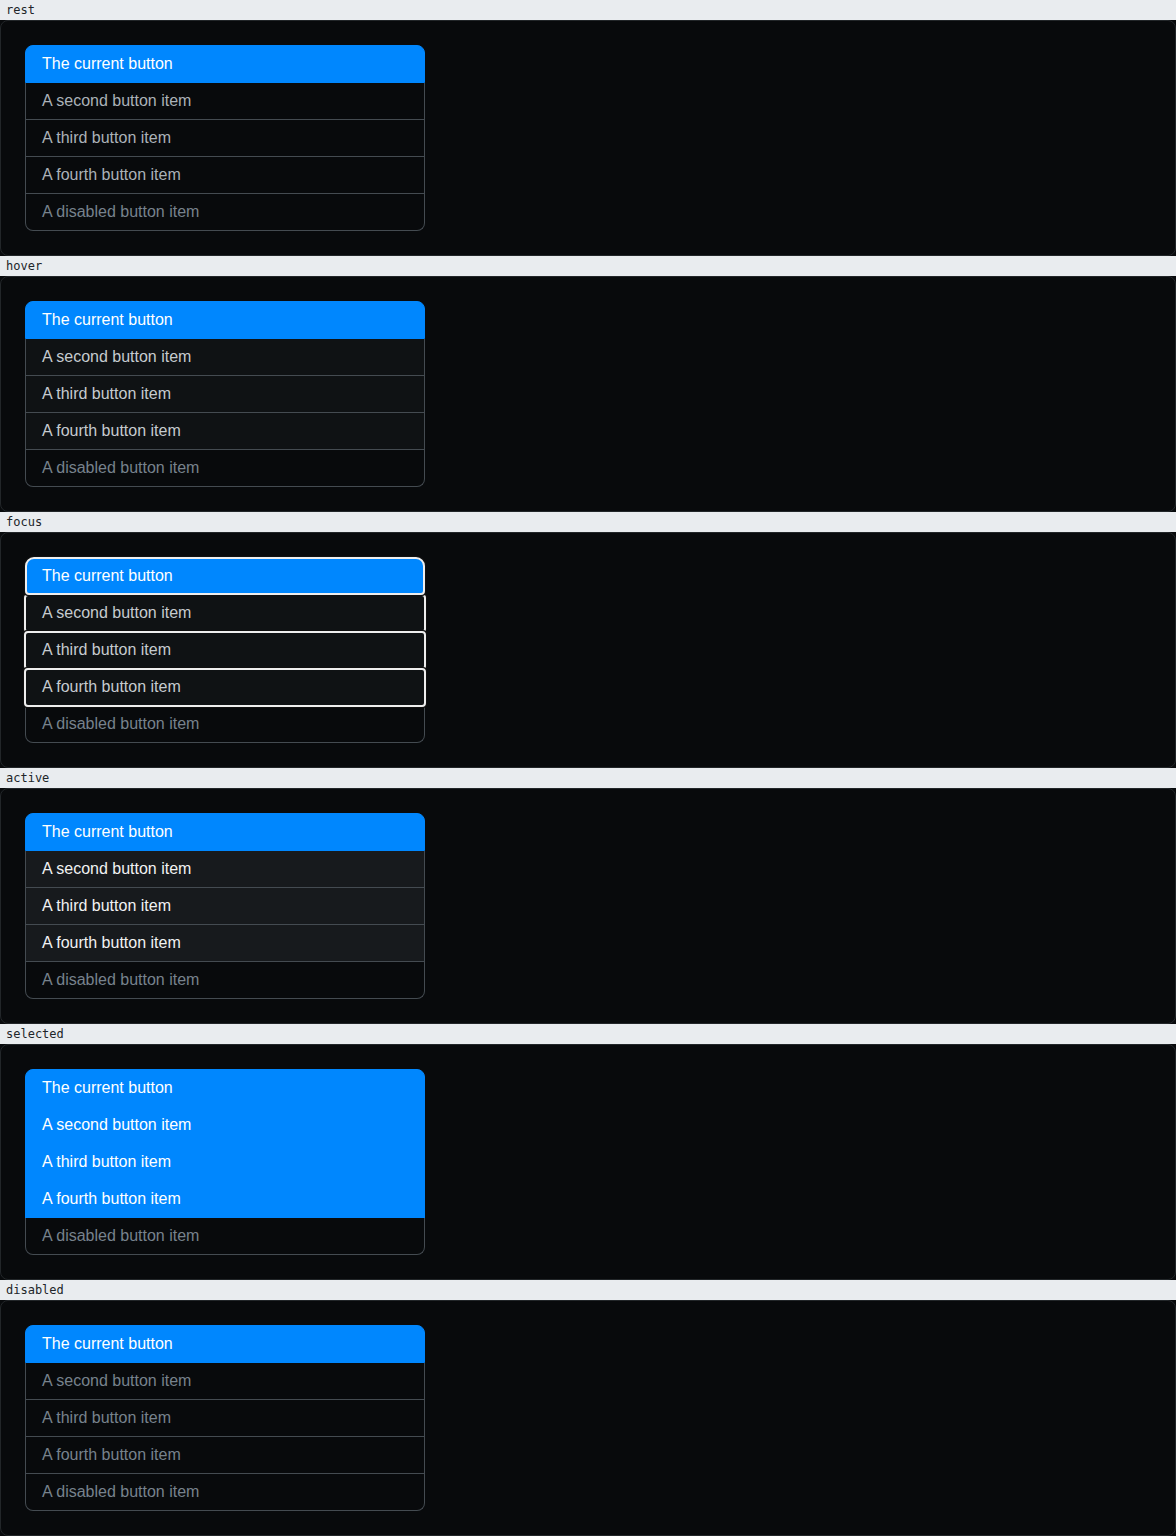 rest
The current button
A second button item
A third button item
A fourth button item
A disabled button item
hover
The current button
A second button item
A third button item
A fourth button item
A disabled button item
focus
The current button
A second button item
A third button item
A fourth button item
A disabled button item
active
The current button
A second button item
A third button item
A fourth button item
A disabled button item
selected
The current button
A second button item
A third button item
A fourth button item
A disabled button item
disabled
The current button
A second button item
A third button item
A fourth button item
A disabled button item